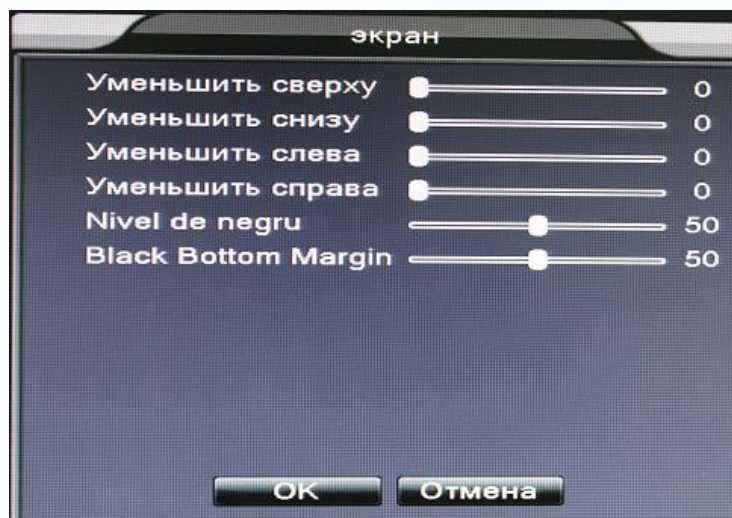 экран
Уменьшить сверху 0
Уменьшить снизу 0
Уменьшить слева 0
Уменьшить справа 0
Nivel de negru 50
Black Bottom Margin 50
OK Отмена